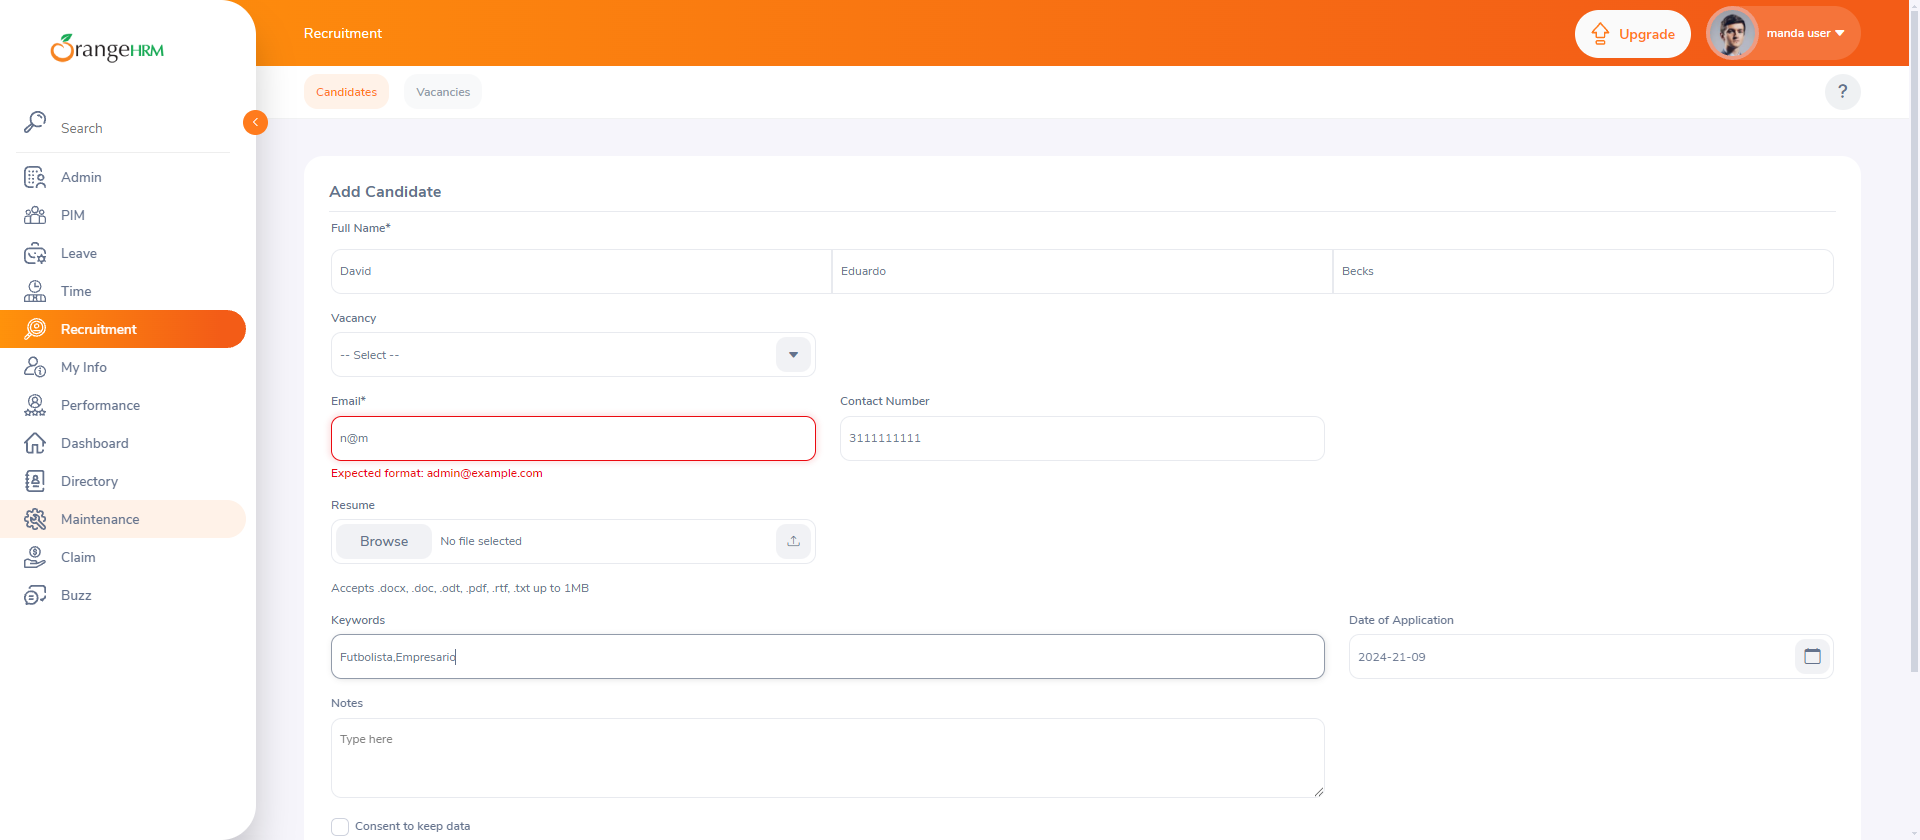 OrangeHRM
Search
Admin
PIM
Leave
Time
Recruitment
My Info
Performance
Dashboard
Directory
Maintenance
Claim
Buzz
Recruitment
Upgrade
manda user
Candidates
Vacancies
?
Add Candidate
Full Name*
David
Eduardo
Becks
Vacancy
-- Select --
Email*
Contact Number
n@m
3111111111
Expected format: admin@example.com
Resume
Browse
No file selected
Accepts .docx, .doc, .odt, .pdf, .rtf, .txt up to 1MB
Keywords
Date of Application
Futbolista,Empresario
2024-21-09
Notes
Type here
Consent to keep data